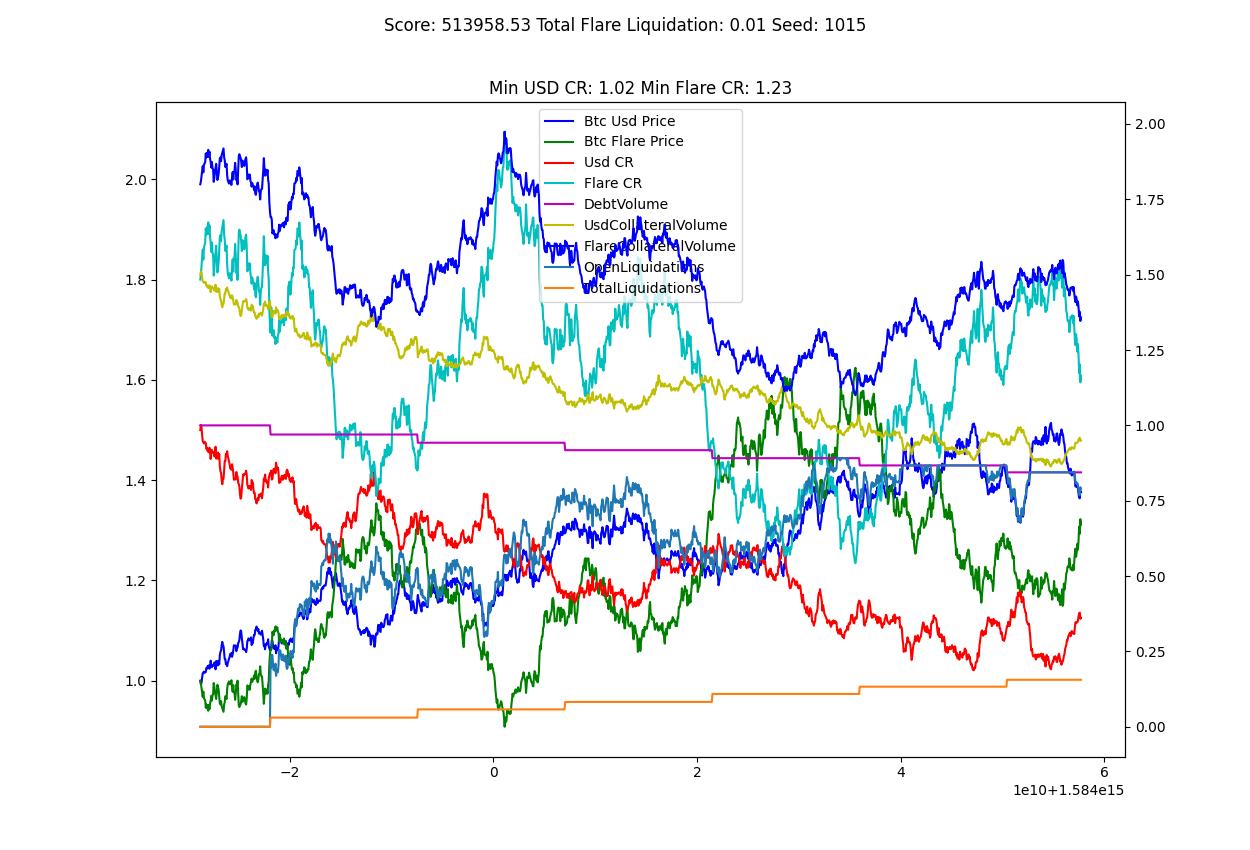 Score: 513958.53 Total Flare Liquidation: 0.01 Seed: 1015
Min USD CR: 1.02 Min Flare CR: 1.23
Btc Usd Price
Btc Flare Price
Usd CR
Flare CR
DebtVolume
UsdCollateralVolume
FlareCollateralVolume
OpenLiquidations
TotalLiquidations
2.0
1.8
1.6
1.4
1.2
1.0
2.00
1.75
1.50
1.25
1.00
0.75
0.50
0.25
0.00
−2 0 2 4 6
1e10+1.584e15